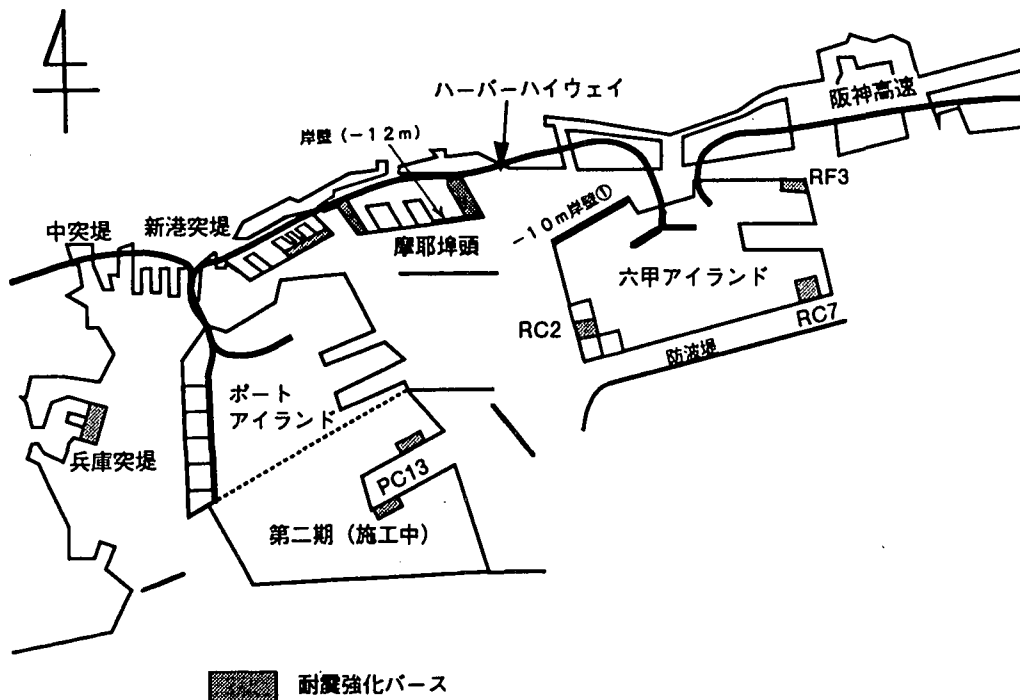 阪神高速
ハーバーハイウェイ
岸壁(−12m)
RF3
−10m岸壁①
中突堤
新港突堤
摩耶埠頭
六甲アイランド
RC2
RC7
防波堤
ポート
アイランド
兵庫突堤
PC13
第二期(施工中)
耐震強化バース